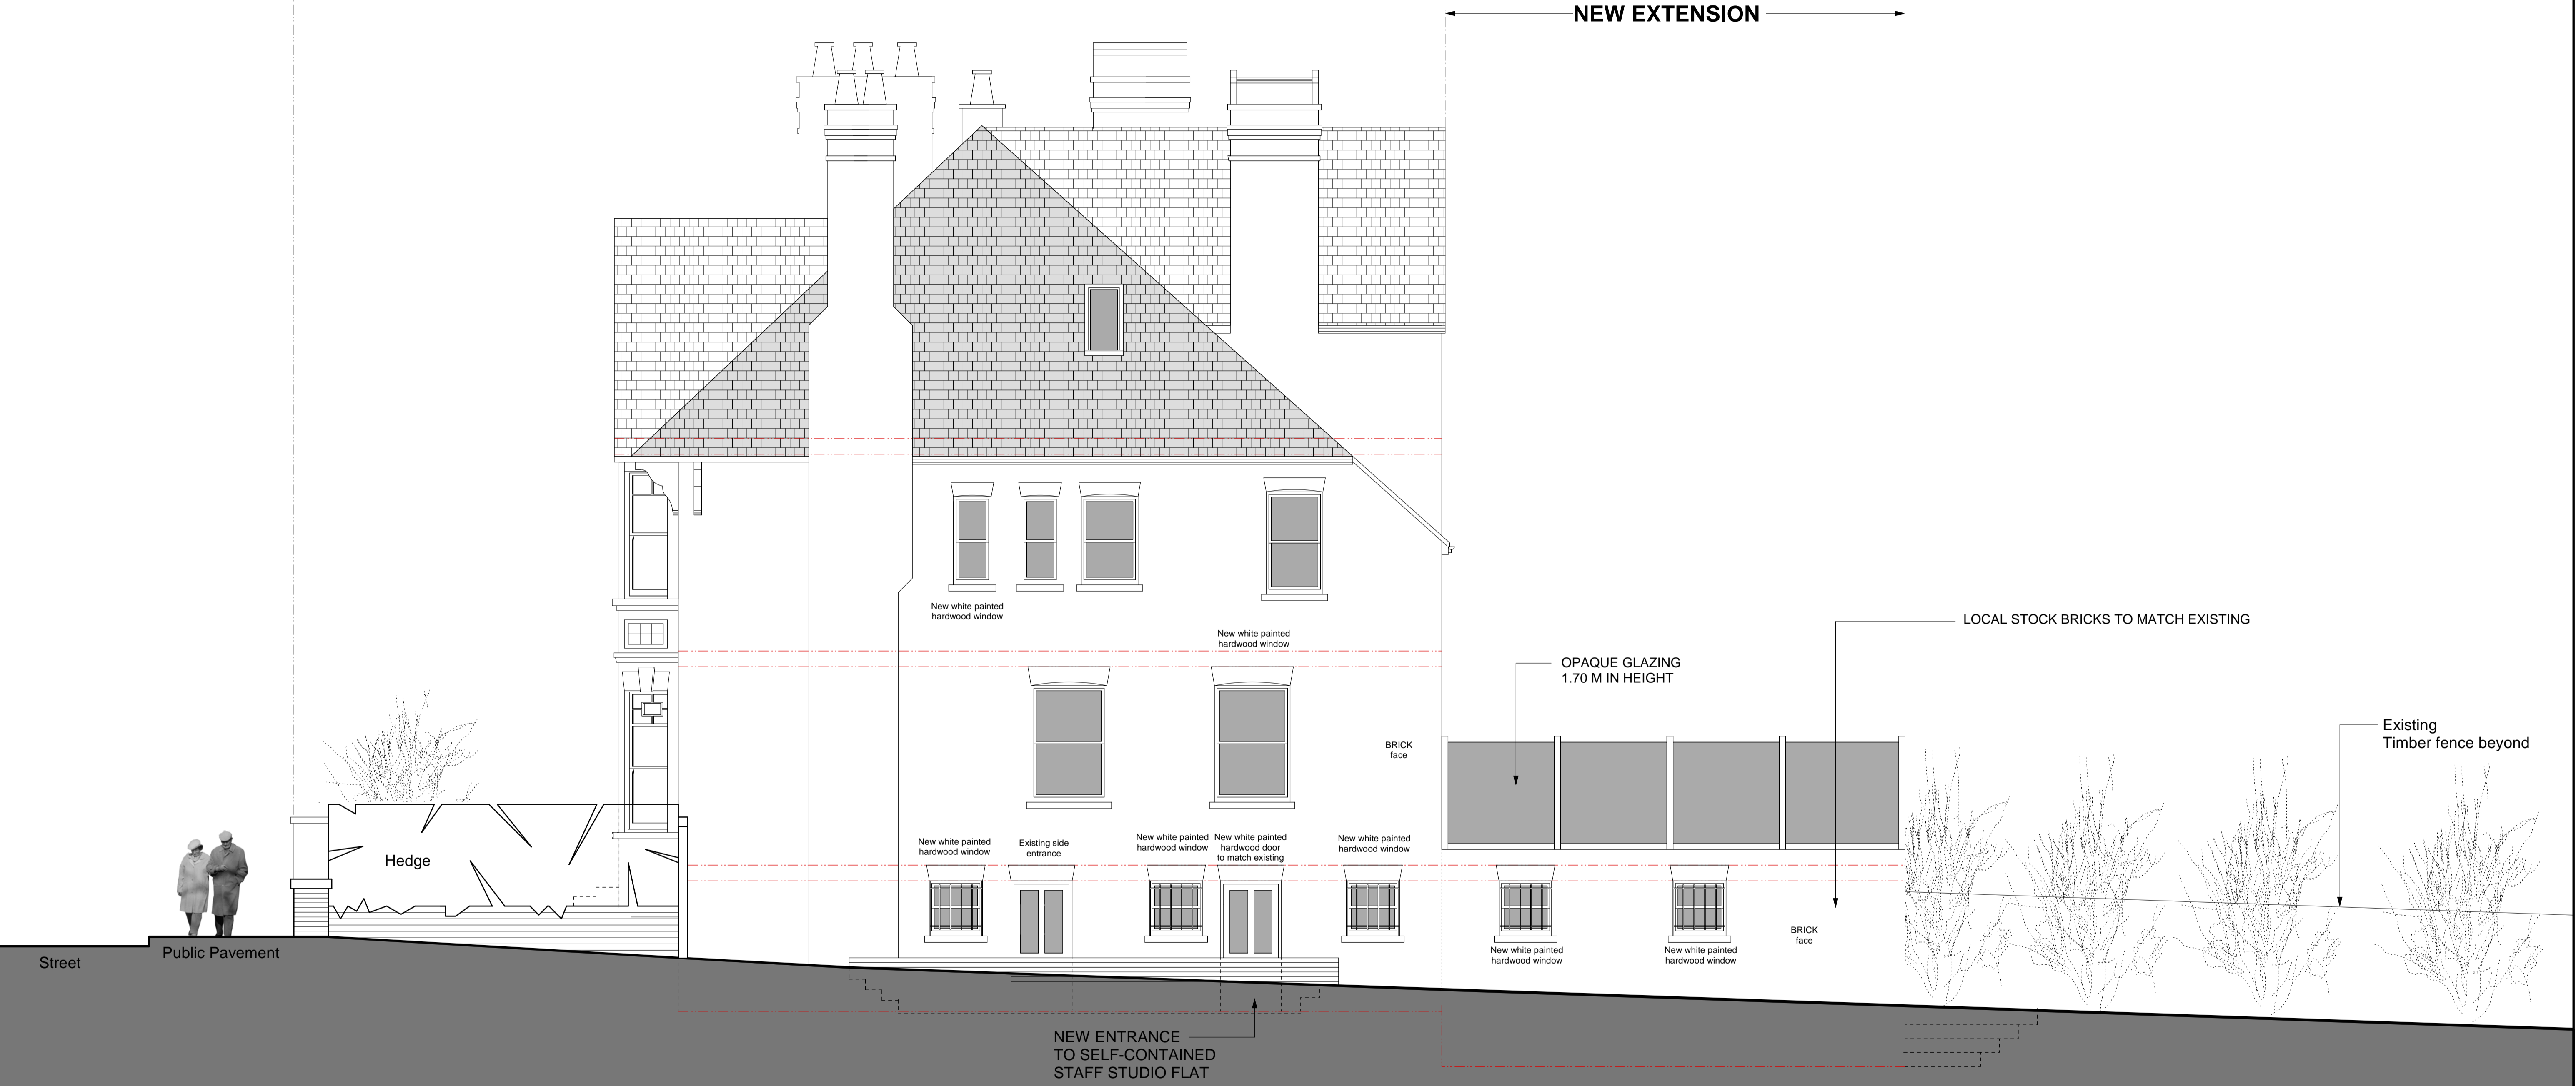 NEW EXTENSION
New white painted
hardwood window
New white painted
hardwood window
LOCAL STOCK BRICKS TO MATCH EXISTING
OPAQUE GLAZING
1.70 M IN HEIGHT
Existing
Timber fence beyond
BRICK
face
Hedge
New white painted
hardwood window
Existing side
entrance
New white painted
hardwood window
New white painted
hardwood door
to match existing
New white painted
hardwood window
New white painted
hardwood window
New white painted
hardwood window
BRICK
face
Street
Public Pavement
NEW ENTRANCE
TO SELF-CONTAINED
STAFF STUDIO FLAT